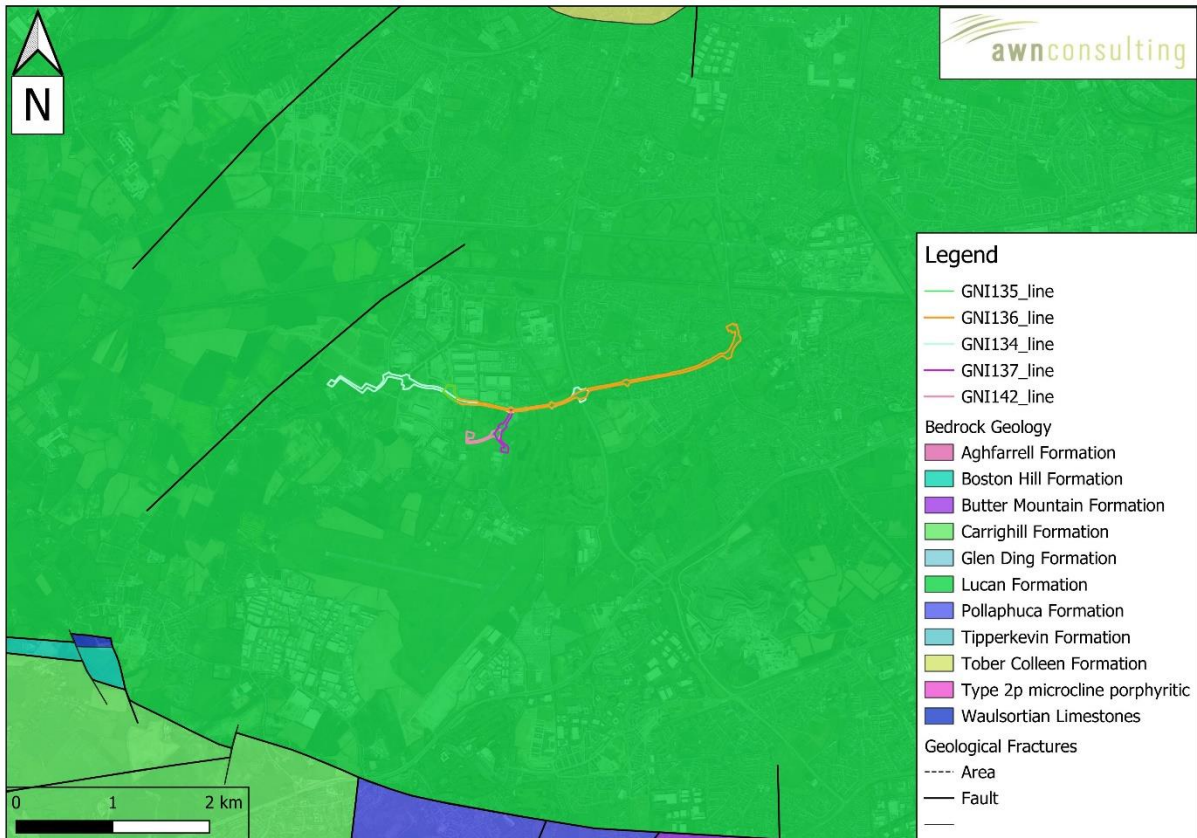 N
awnconsulting
Legend
GNI135_line
GNI136_line
GNI134_line
GNI137_line
GNI142_line
Bedrock Geology
Aghfarrell Formation
Boston Hill Formation
Butter Mountain Formation
Carrighill Formation
Glen Ding Formation
Lucan Formation
Pollaphuca Formation
Tipperkevin Formation
Tober Colleen Formation
Type 2p microcline porphyritic
Waulsortian Limestones
Geological Fractures
Area
Fault
0 1 2 km